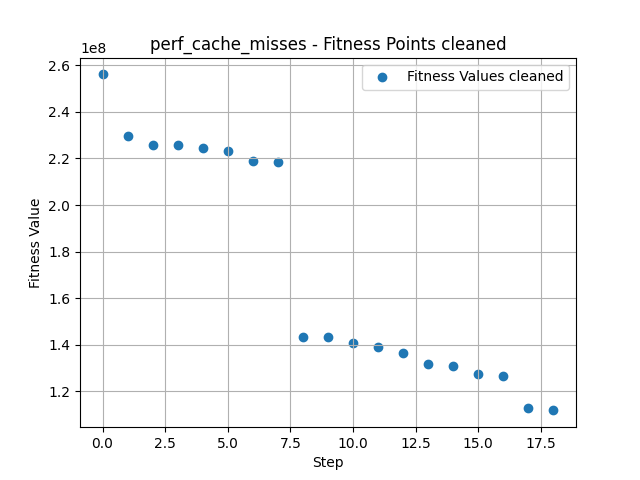 perf_cache_misses - Fitness Points cleaned
1e8
Fitness Values cleaned
2.6
2.4
2.2
2.0
1.8
1.6
1.4
1.2
Fitness Value
0.0 2.5 5.0 7.5 10.0 12.5 15.0 17.5
Step